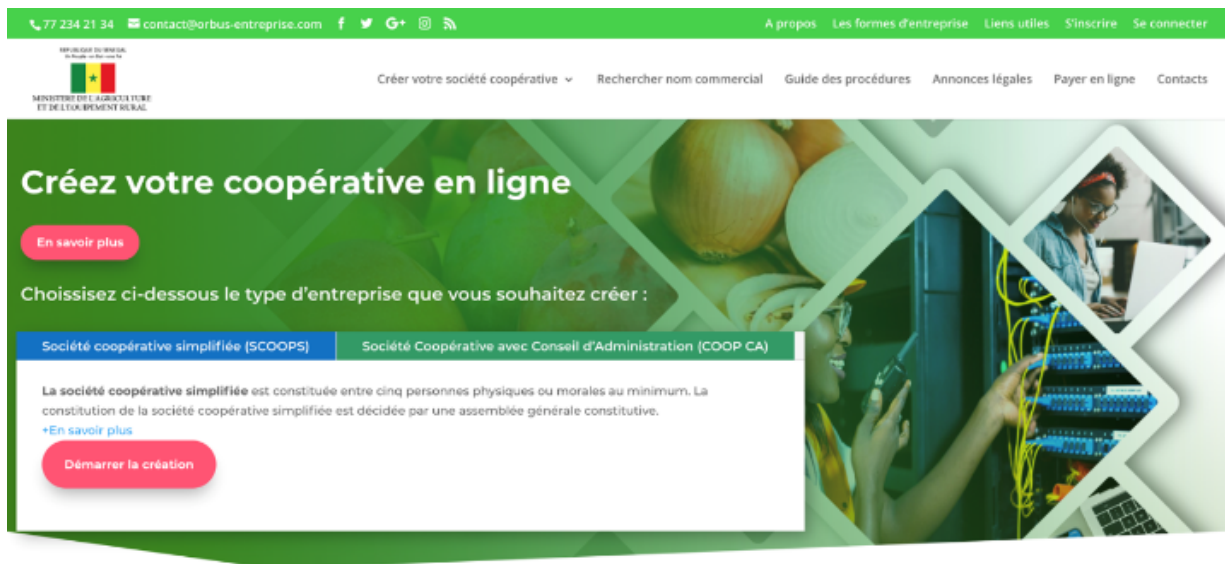 77 234 21 34 contact@orbus-entreprise.com
A propos Les formes d'entreprise Liens utiles S'inscrire Se connecter
REPUBLIQUE DU SENEGAL
MINISTERE DE L'AGRICULTURE
ET DE L'EQUIPEMENT RURAL
Créer votre société coopérative Rechercher nom commercial Guide des procédures Annonces légales Payer en ligne Contacts
Créez votre coopérative en ligne
En savoir plus
Choissisez ci-dessous le type d'entreprise que vous souhaitez créer :
Société coopérative simplifiée (SCOOPS) Société Coopérative avec Conseil d'Administration (COOP CA)
La société coopérative simplifiée est constituée entre cinq personnes physiques ou morales au minimum. La
constitution de la société coopérative simplifiée est décidée par une assemblée générale constitutive.
+En savoir plus
Démarrer la création